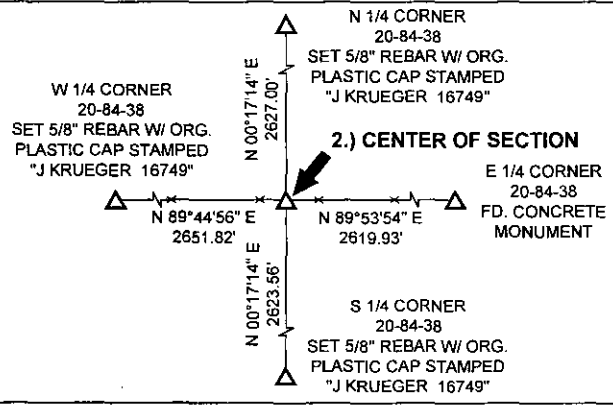 N 1/4 CORNER
20-84-38
SET 5/8" REBAR W/ ORG.
PLASTIC CAP STAMPED
"J KRUEGER 16749"
W 1/4 CORNER
20-84-38
SET 5/8" REBAR W/ ORG.
PLASTIC CAP STAMPED
"J KRUEGER 16749"
N 00°17'14" E
2627.00'
2.) CENTER OF SECTION
E 1/4 CORNER
20-84-38
FD. CONCRETE
MONUMENT
N 89°44'56" E
2651.82'
N 89°53'54" E
2619.93'
N 00°17'14" E
2623.56'
S 1/4 CORNER
20-84-38
SET 5/8" REBAR W/ ORG.
PLASTIC CAP STAMPED
"J KRUEGER 16749"